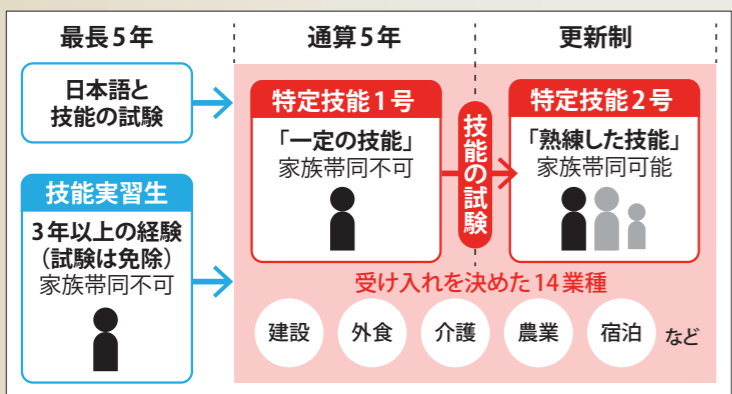 最長5年
通算5年
更新制
日本語と
技能の試験
技能実習生
3年以上の経験
(試験は免除)
家族帯同不可
特定技能1号
「一定の技能」
家族帯同不可
技能の試験
特定技能2号
「熟練した技能」
家族帯同可能
受け入れを決めた14業種
建設 外食 介護 農業 宿泊 など